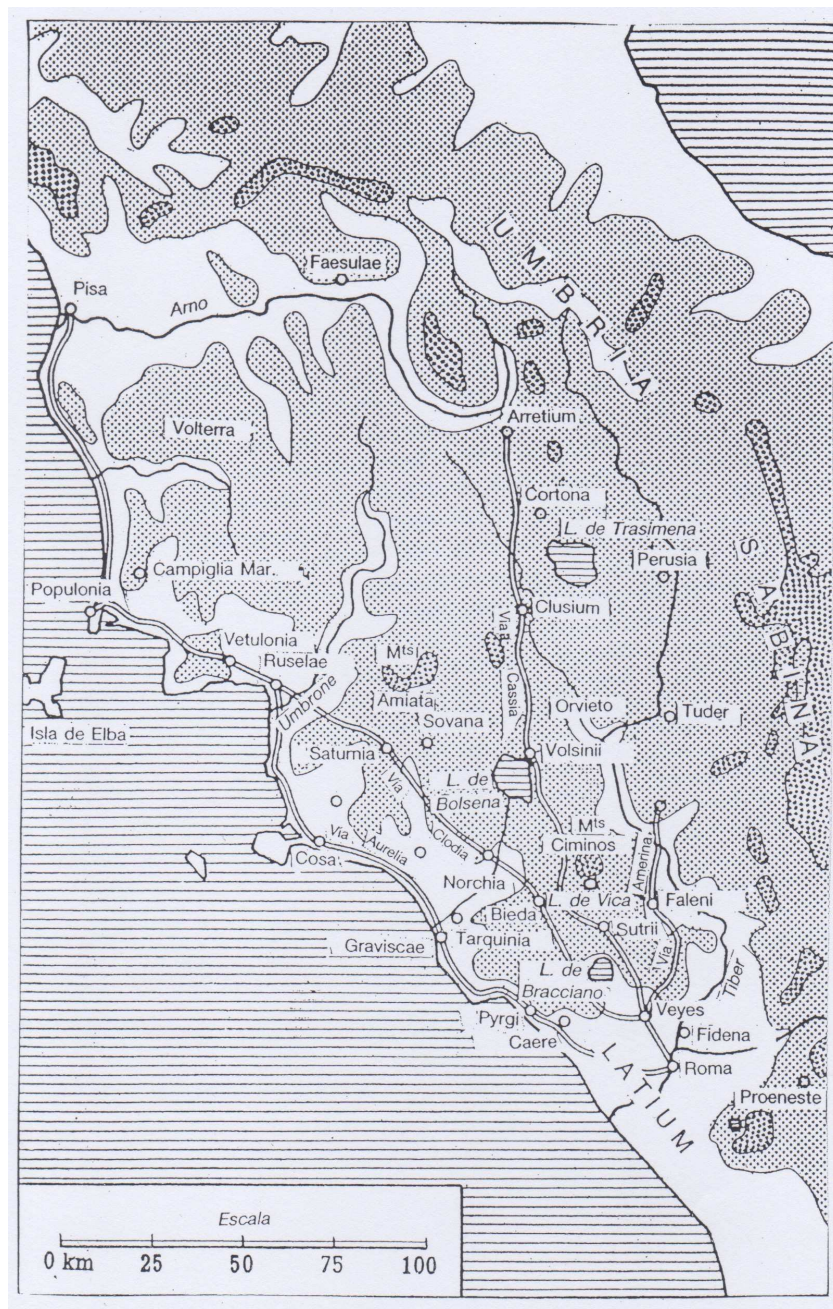 UMBRIA
Faesulae
Pisa
Arno
Arretium
Volterra
Cortona
L. de Trasimena
SABINA
Perusia
Campiglia Mar.
Populonia
Clusium
Via
Cassia
Vetulonia
Ruselae
Mts
Amiata
Umbrone
Orvieto
Tuder
Sovana
Isla de Elba
Saturnia
Volsinii
Via
L. de
Bolsena
Clodia
Mts
Ciminos
Via
Aurelia
Cosa
Amerina
Norchia
L. de Vica
Faleni
Bieda
Sutrii
Graviscae
Tarquinia
Via
L. de
Bracciano
Tiber
Pyrgi
Veyes
Caere
Fidena
LATIUM
Roma
Proeneste
Escala
0 km 25 50 75 100